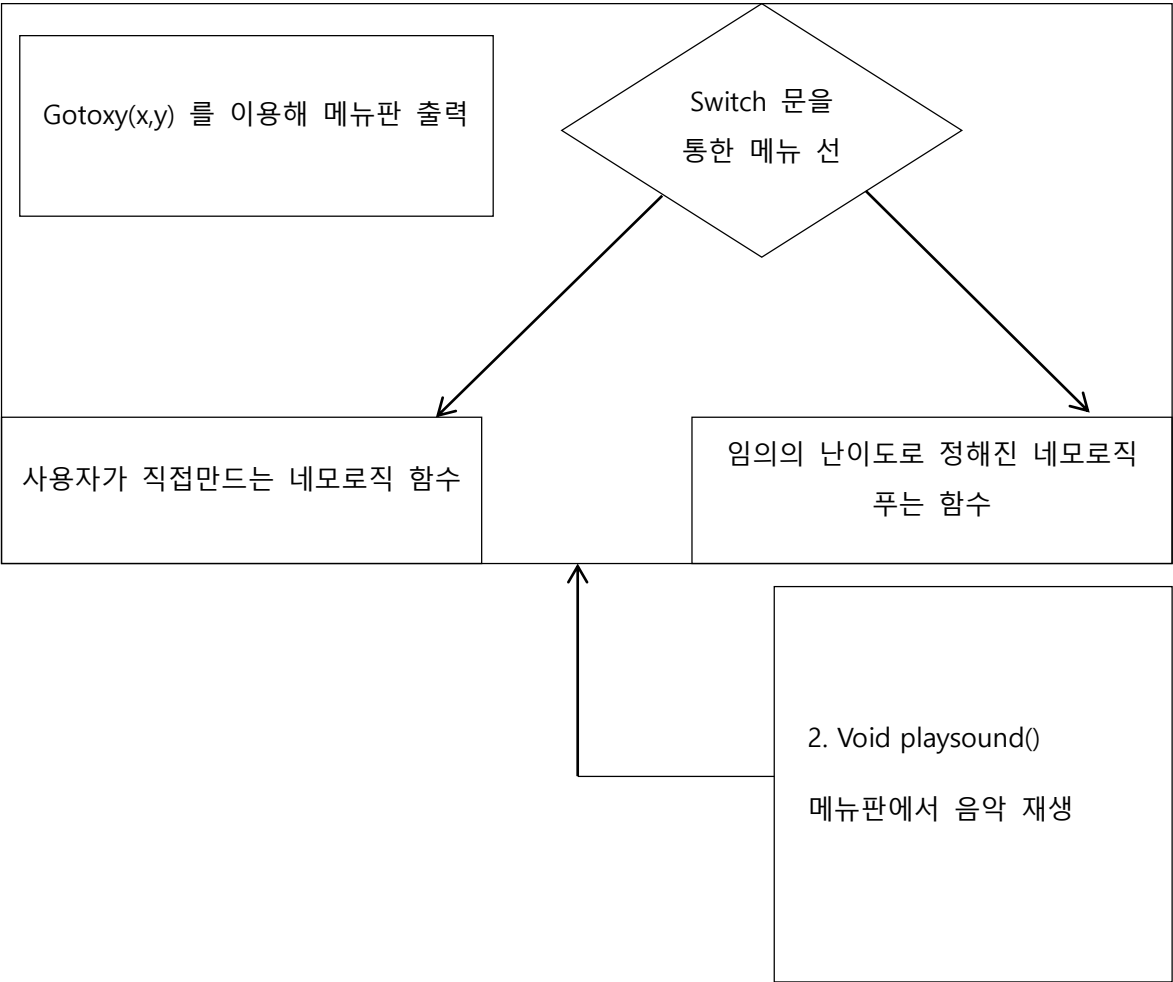 Gotoxy(x,y) 를 이용해 메뉴판 출력
Switch 문을
통한 메뉴 선
사용자가 직접만드는 네모로직 함수
임의의 난이도로 정해진 네모로직
푸는 함수
2. Void playsound()
메뉴판에서 음악 재생